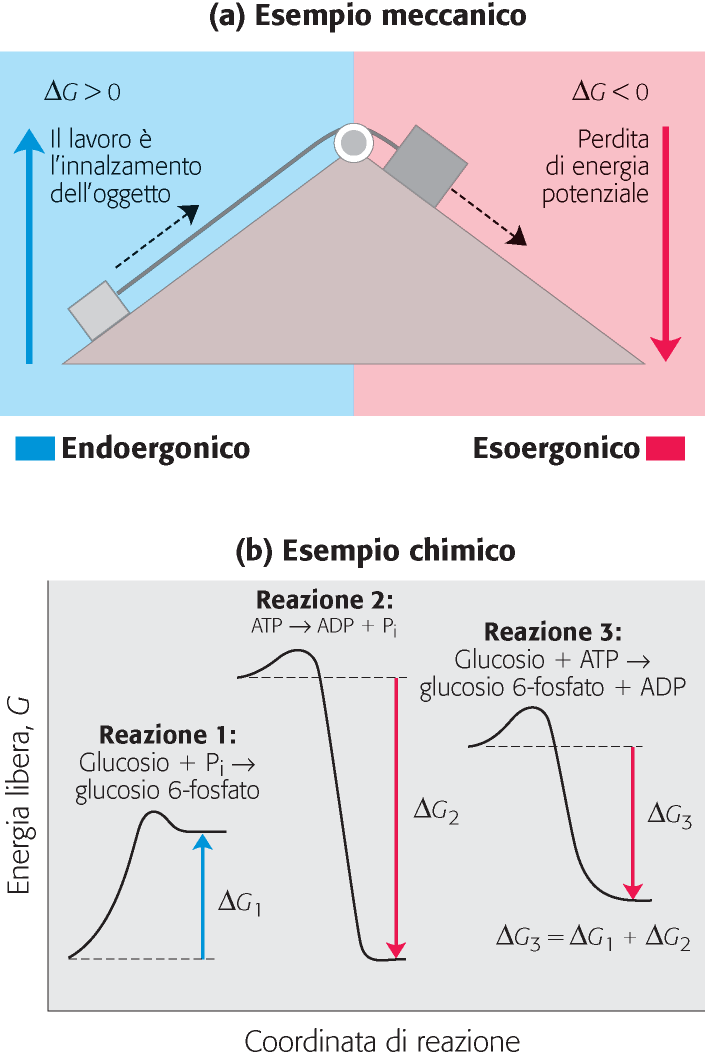 (a) Esempio meccanico
ΔG > 0
Il lavoro è
l'innalzamento
dell'oggetto
ΔG < 0
Perdita
di energia
potenziale
Endoergonico
Esoergonico
(b) Esempio chimico
Energia libera, G
Reazione 1:
Glucosio + Pi →
glucosio 6-fosfato
ΔG1
Reazione 2:
ATP → ADP + Pi
ΔG2
Reazione 3:
Glucosio + ATP →
glucosio 6-fosfato + ADP
ΔG3
ΔG3 = ΔG1 + ΔG2
Coordinata di reazione